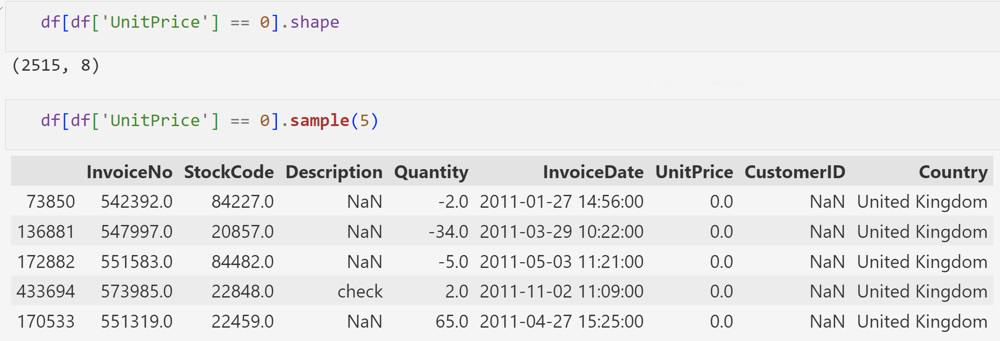 df[df['UnitPrice'] == 0].shape
(2515, 8)
df[df['UnitPrice'] == 0].sample(5)
InvoiceNo StockCode Description Quantity InvoiceDate UnitPrice CustomerID Country
73850 542392.0 84227.0 NaN -2.0 2011-01-27 14:56:00 0.0 NaN United Kingdom
136881 547997.0 20857.0 NaN -34.0 2011-03-29 10:22:00 0.0 NaN United Kingdom
172882 551583.0 84482.0 NaN -5.0 2011-05-03 11:21:00 0.0 NaN United Kingdom
433694 573985.0 22848.0 check 2.0 2011-11-02 11:09:00 0.0 NaN United Kingdom
170533 551319.0 22459.0 NaN 65.0 2011-04-27 15:25:00 0.0 NaN United Kingdom